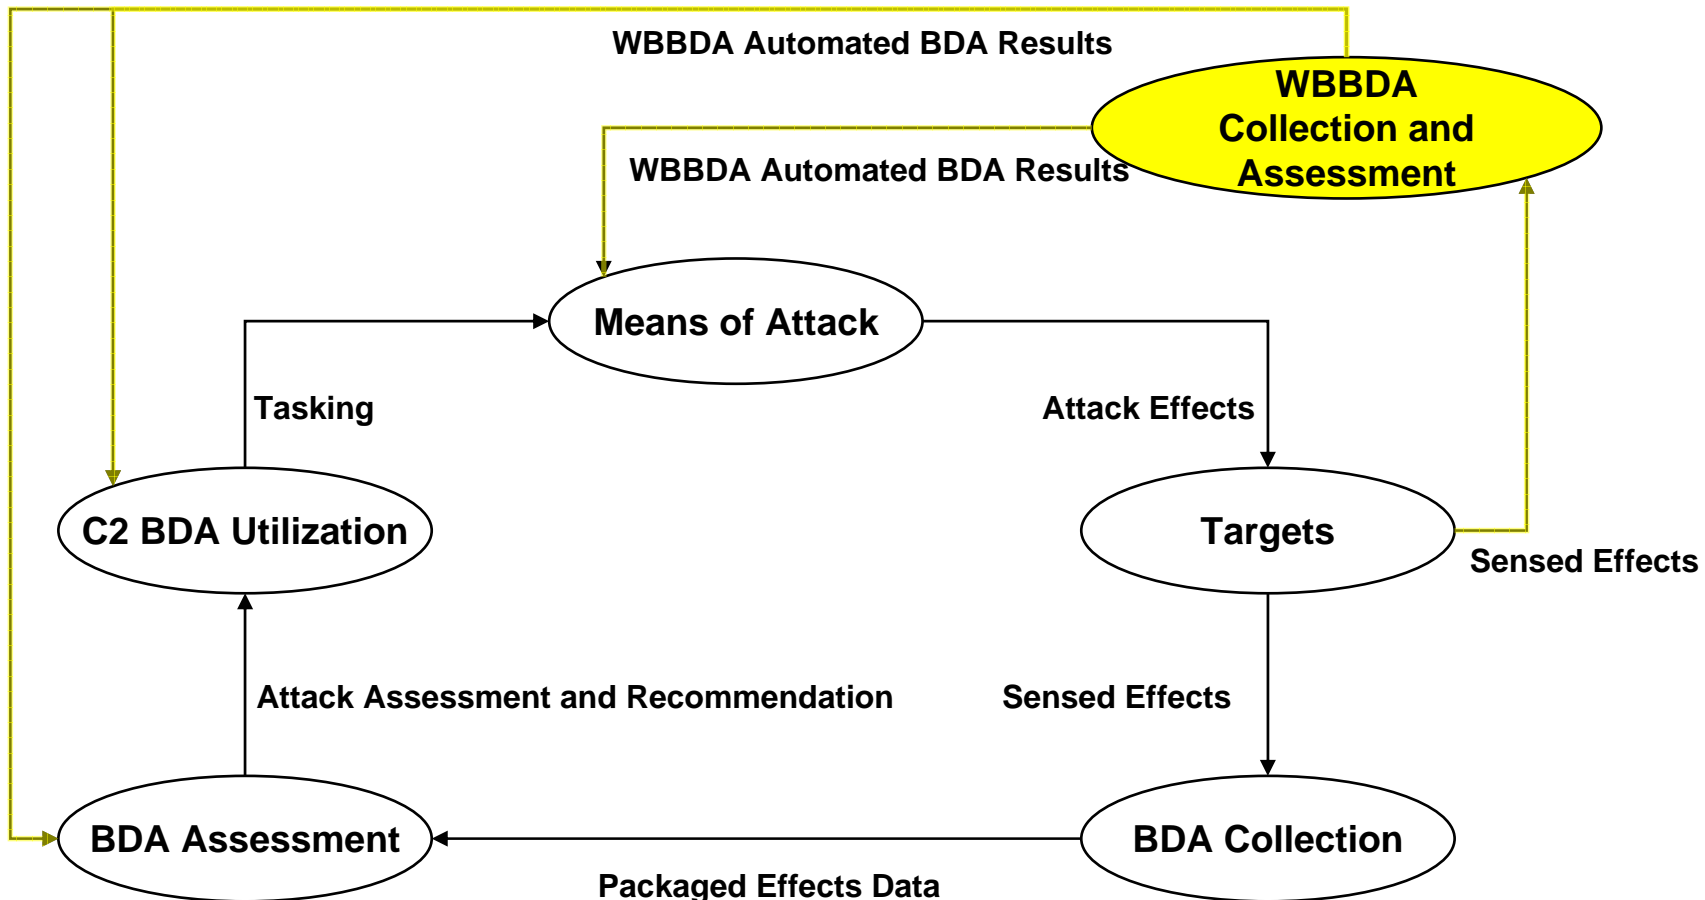 WBBDA Automated BDA Results
WBBDA
Collection and
Assessment
WBBDA Automated BDA Results
Means of Attack
Tasking
Attack Effects
C2 BDA Utilization
Targets
Sensed Effects
Attack Assessment and Recommendation
Sensed Effects
BDA Assessment
BDA Collection
Packaged Effects Data